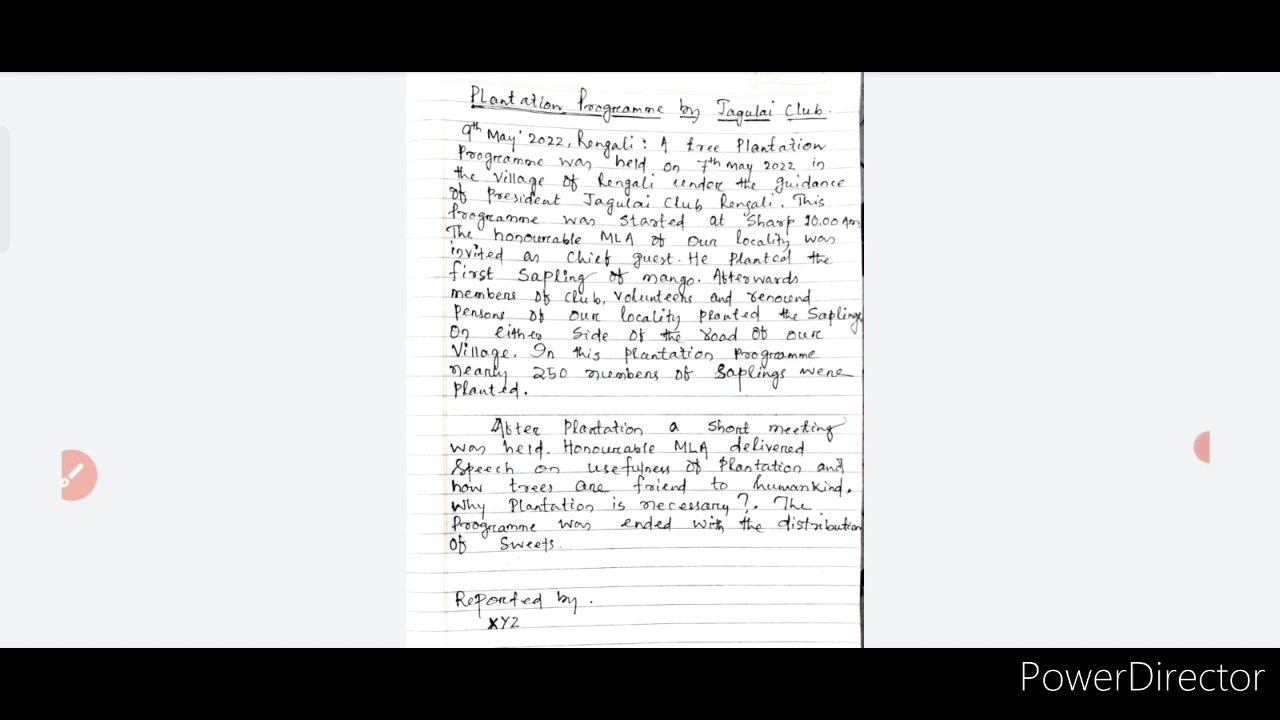 Plantation Programme by Jagulai Club.
9th May' 2022, Rengali : A tree Plantation
Programme was held on 7th may 2022 in
the village of Rengali under the guidance
of President Jagulai Club Rengali. This
Programme was started at Sharp 10.00 Am.
The honourable MLA of our locality was
invited as chief guest. He planted the
first sapling of mango. Afterwards
members of club, volunteers and renound
persons of our locality planted the Saplings
on either side of the road of our
village. In this plantation programme
nearly 250 numbers of saplings were
planted.
After Plantation a short meeting
was held. Honourable MLA delivered
speech on usefulness of Plantation and
how trees are friend to humankind.
Why Plantation is necessary?. The
Programme was ended with the distribution
of Sweets.
Reported by.
XYZ
PowerDirector